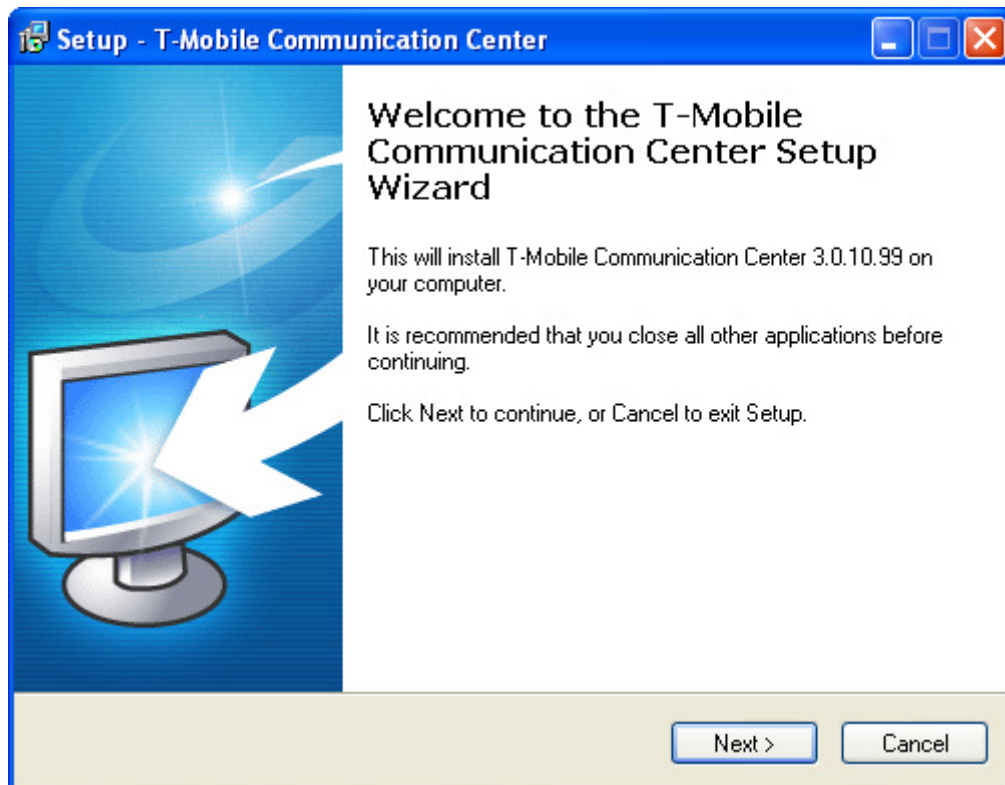 Setup - T-Mobile Communication Center
Welcome to the T-Mobile
Communication Center Setup
Wizard
This will install T-Mobile Communication Center 3.0.10.99 on
your computer.
It is recommended that you close all other applications before
continuing.
Click Next to continue, or Cancel to exit Setup.
Next >
Cancel